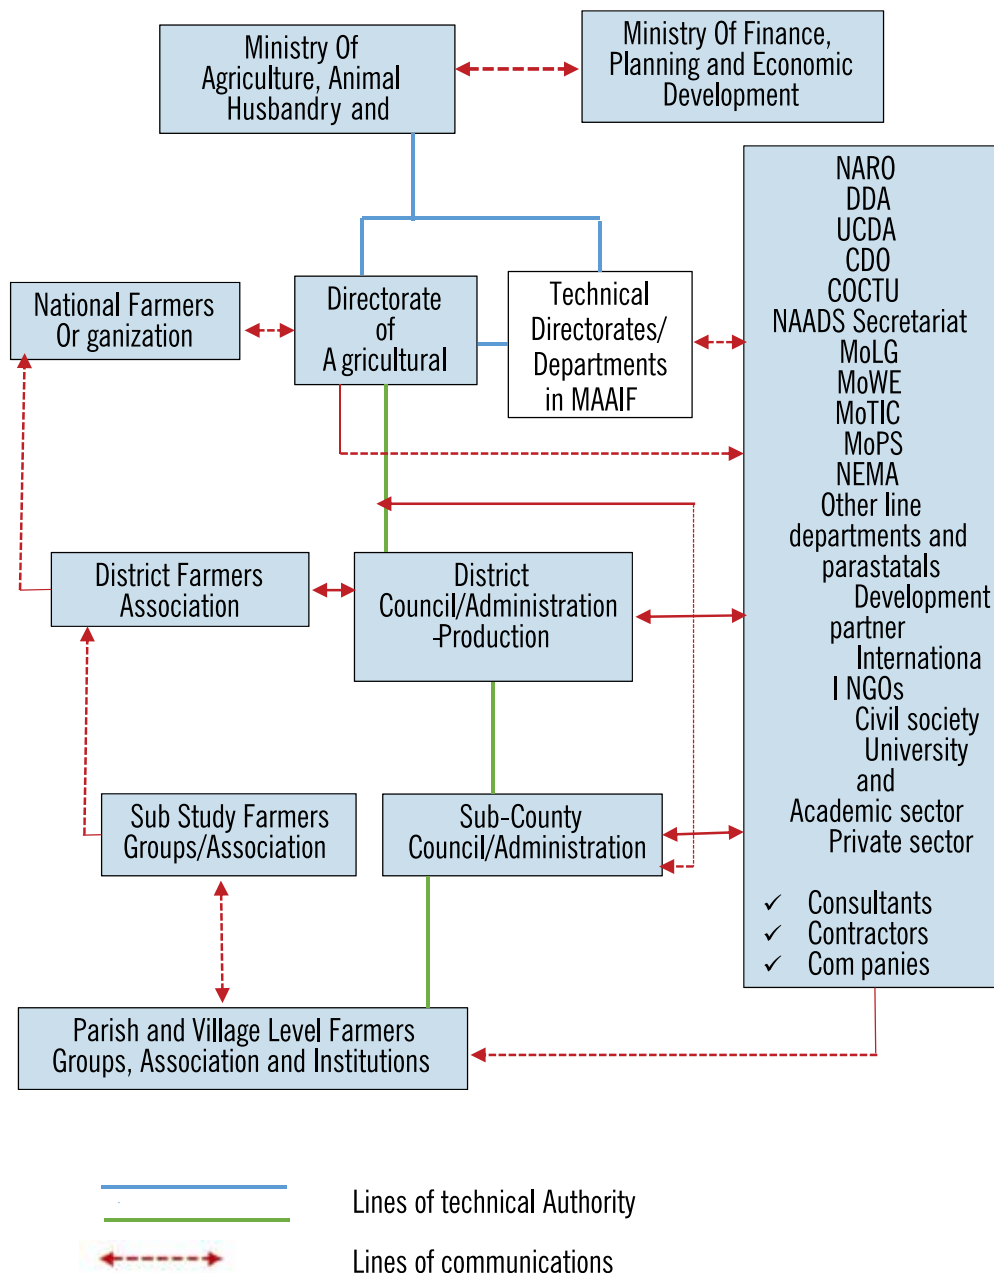 Ministry Of
Agriculture, Animal
Husbandry and
Ministry Of Finance,
Planning and Economic
Development
NARO
DDA
UCDA
CDO
COCTU
NAADS Secretariat
MoLG
MoWE
MoTIC
MoPS
NEMA
Other line
departments and
parastatals
Development
partner
Internationa
l NGOs
Civil society
University
and
Academic sector
Private sector
✓ Consultants
✓ Contractors
✓ Com panies
National Farmers
Or ganization
Directorate
of
A gricultural
Technical
Directorates/
Departments
in MAAIF
District Farmers
Association
District
Council/Administration
-Production
Sub Study Farmers
Groups/Association
Sub-County
Council/Administration
Parish and Village Level Farmers
Groups, Association and Institutions
Lines of technical Authority
Lines of communications